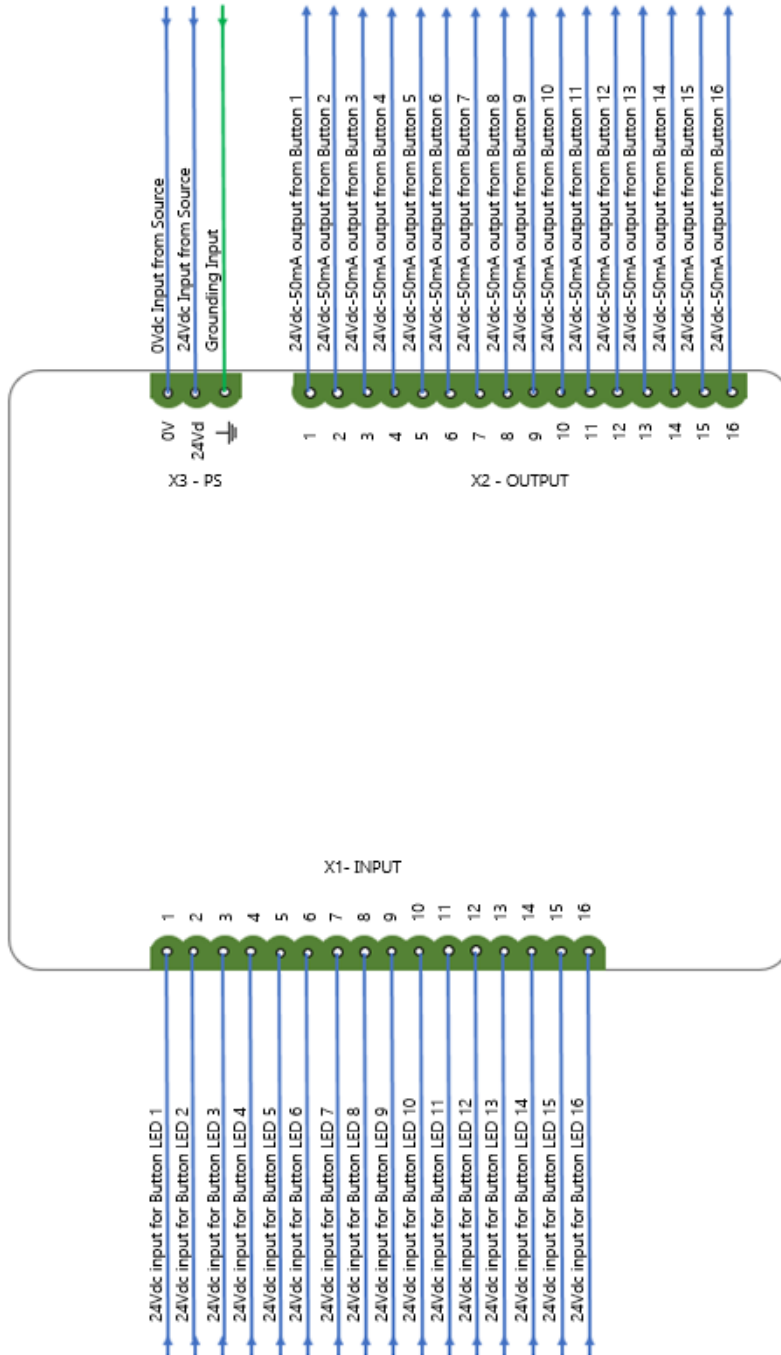 0Vdc Input from Source
24Vdc Input from Source
Grounding Input
24Vdc-50mA output from Button 1
24Vdc-50mA output from Button 2
24Vdc-50mA output from Button 3
24Vdc-50mA output from Button 4
24Vdc-50mA output from Button 5
24Vdc-50mA output from Button 6
24Vdc-50mA output from Button 7
24Vdc-50mA output from Button 8
24Vdc-50mA output from Button 9
24Vdc-50mA output from Button 10
24Vdc-50mA output from Button 11
24Vdc-50mA output from Button 12
24Vdc-50mA output from Button 13
24Vdc-50mA output from Button 14
24Vdc-50mA output from Button 15
24Vdc-50mA output from Button 16
0V
24Vd
1
2
3
4
5
6
7
8
9
10
11
12
13
14
15
16
X3 - PS
X2 - OUTPUT
X1- INPUT
1
2
3
4
5
6
7
8
9
10
11
12
13
14
15
16
24Vdc input for Button LED 1
24Vdc input for Button LED 2
24Vdc input for Button LED 3
24Vdc input for Button LED 4
24Vdc input for Button LED 5
24Vdc input for Button LED 6
24Vdc input for Button LED 7
24Vdc input for Button LED 8
24Vdc input for Button LED 9
24Vdc input for Button LED 10
24Vdc input for Button LED 11
24Vdc input for Button LED 12
24Vdc input for Button LED 13
24Vdc input for Button LED 14
24Vdc input for Button LED 15
24Vdc input for Button LED 16